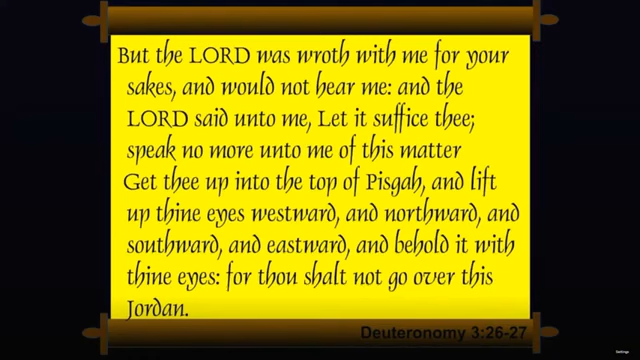 But the LORD was wroth with me for your
sakes, and would not hear me: and the
LORD said unto me, Let it suffice thee;
speak no more unto me of this matter
Get thee up into the top of Pisgah, and lift
up thine eyes westward, and northward, and
southward, and eastward, and behold it with
thine eyes: for thou shalt not go over this
Jordan.
Deuteronomy 3:26-27
Settings